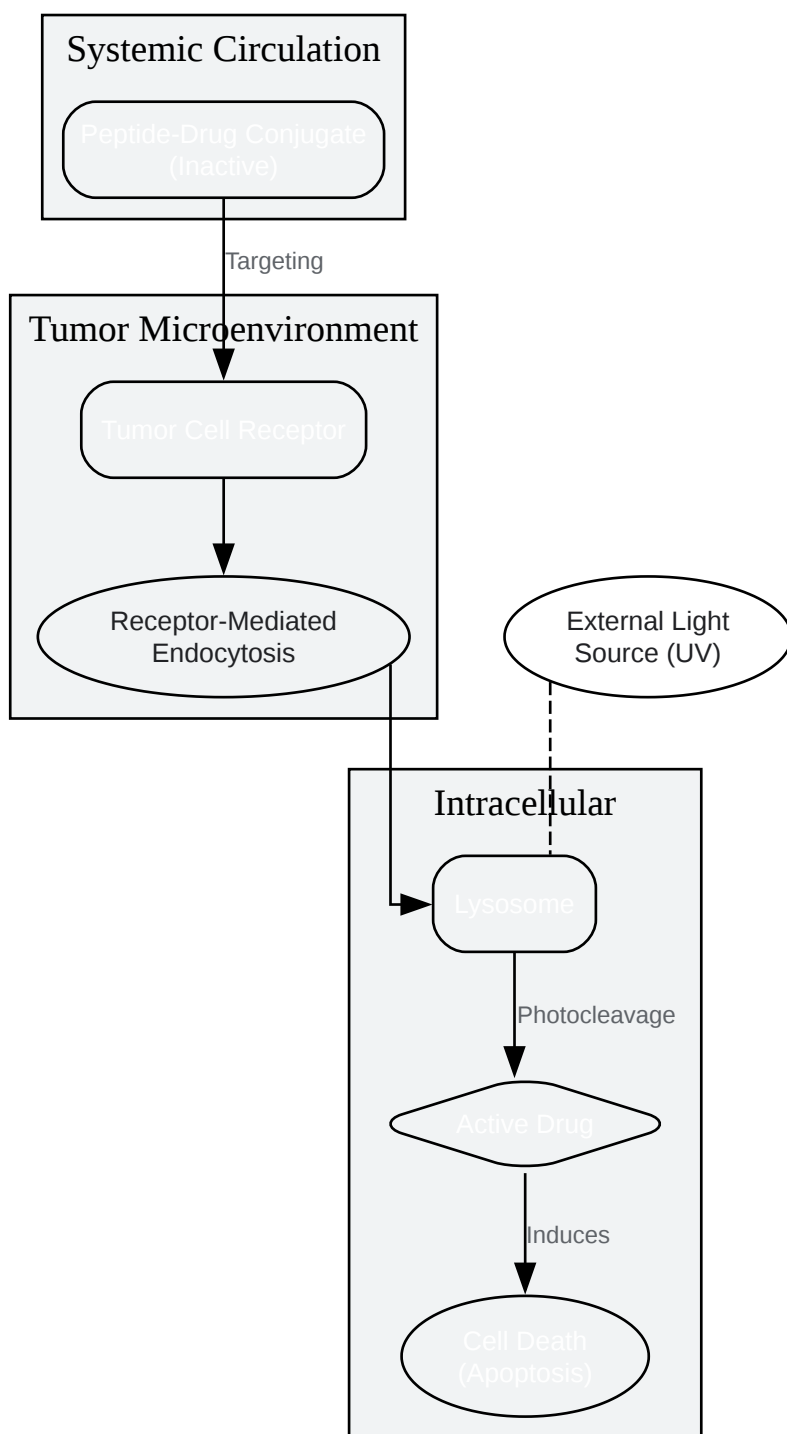 Systemic Circulation
Peptide-Drug Conjugate
(Inactive)
Targeting
Tumor Microenvironment
Tumor Cell Receptor
Receptor-Mediated
Endocytosis
External Light
Source (UV)
Intracellular
Lysosome
Photocleavage
Active Drug
Induces
Cell Death
(Apoptosis)